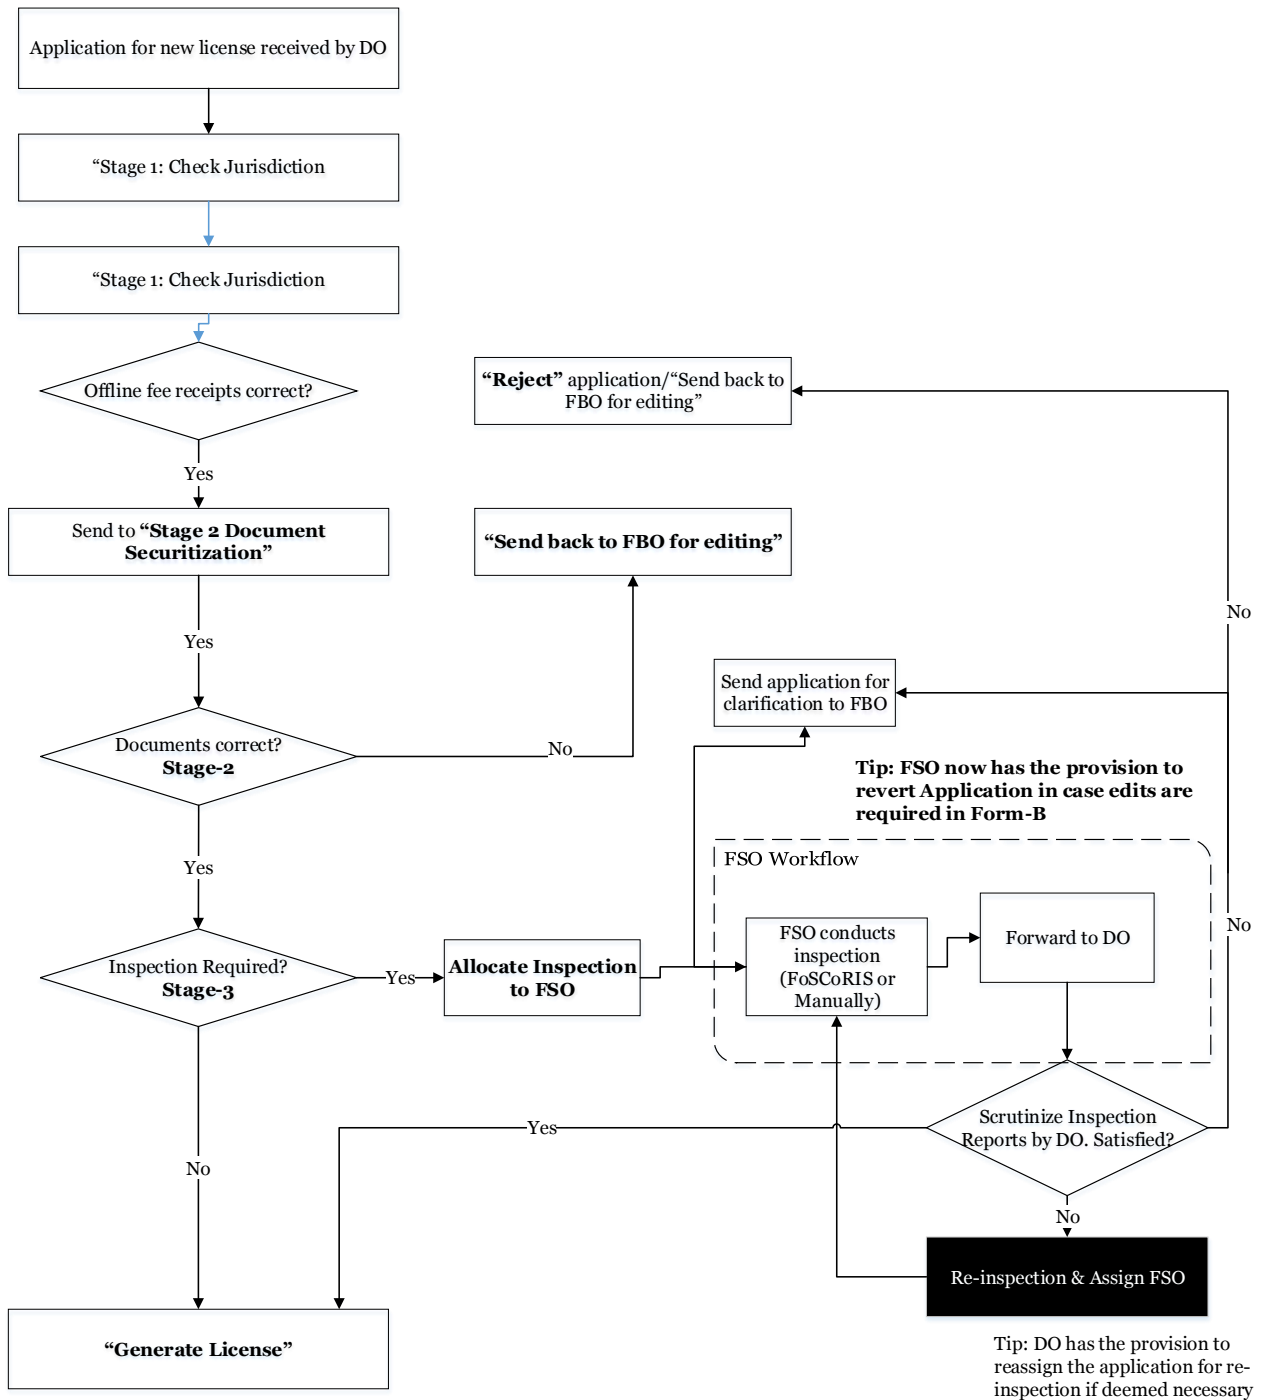 Application for new license received by DO
“Stage 1: Check Jurisdiction
“Stage 1: Check Jurisdiction
Offline fee receipts correct?
“Reject” application/“Send back to
FBO for editing”
Yes
Send to “Stage 2 Document
Securitization”
“Send back to FBO for editing”
No
Yes
Send application for
clarification to FBO
Documents correct?
Stage-2
No
Tip: FSO now has the provision to
revert Application in case edits are
required in Form-B
FSO Workflow
Yes
No
Inspection Required?
Stage-3
Yes
Allocate Inspection
to FSO
FSO conducts
inspection
(FoSCoRIS or
Manually)
Forward to DO
Scrutinize Inspection
Reports by DO. Satisfied?
Yes
No
No
Re-inspection & Assign FSO
“Generate License”
Tip: DO has the provision to
reassign the application for re-
inspection if deemed necessary